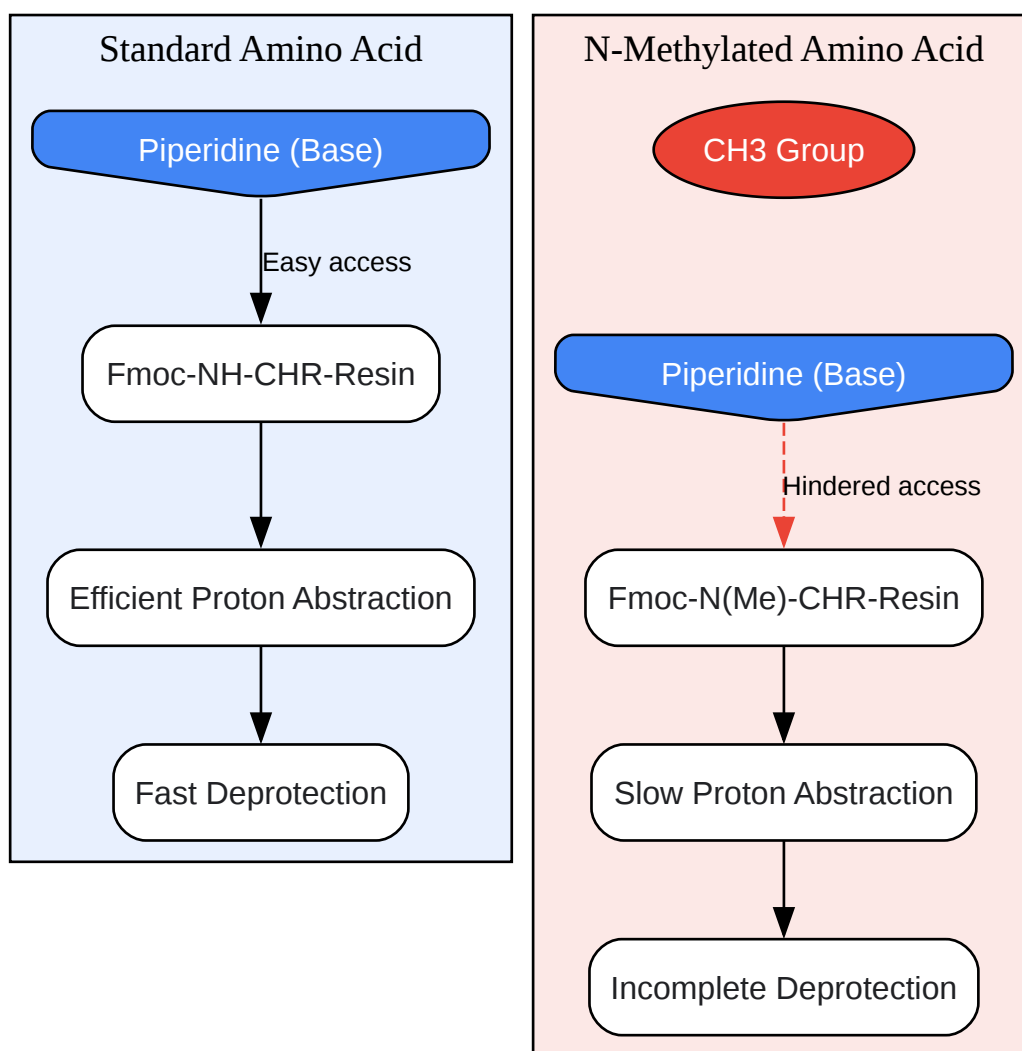 Standard Amino Acid
Piperidine (Base)
Easy access
Fmoc-NH-CHR-Resin
Efficient Proton Abstraction
Fast Deprotection
N-Methylated Amino Acid
CH3 Group
Piperidine (Base)
Hindered access
Fmoc-N(Me)-CHR-Resin
Slow Proton Abstraction
Incomplete Deprotection